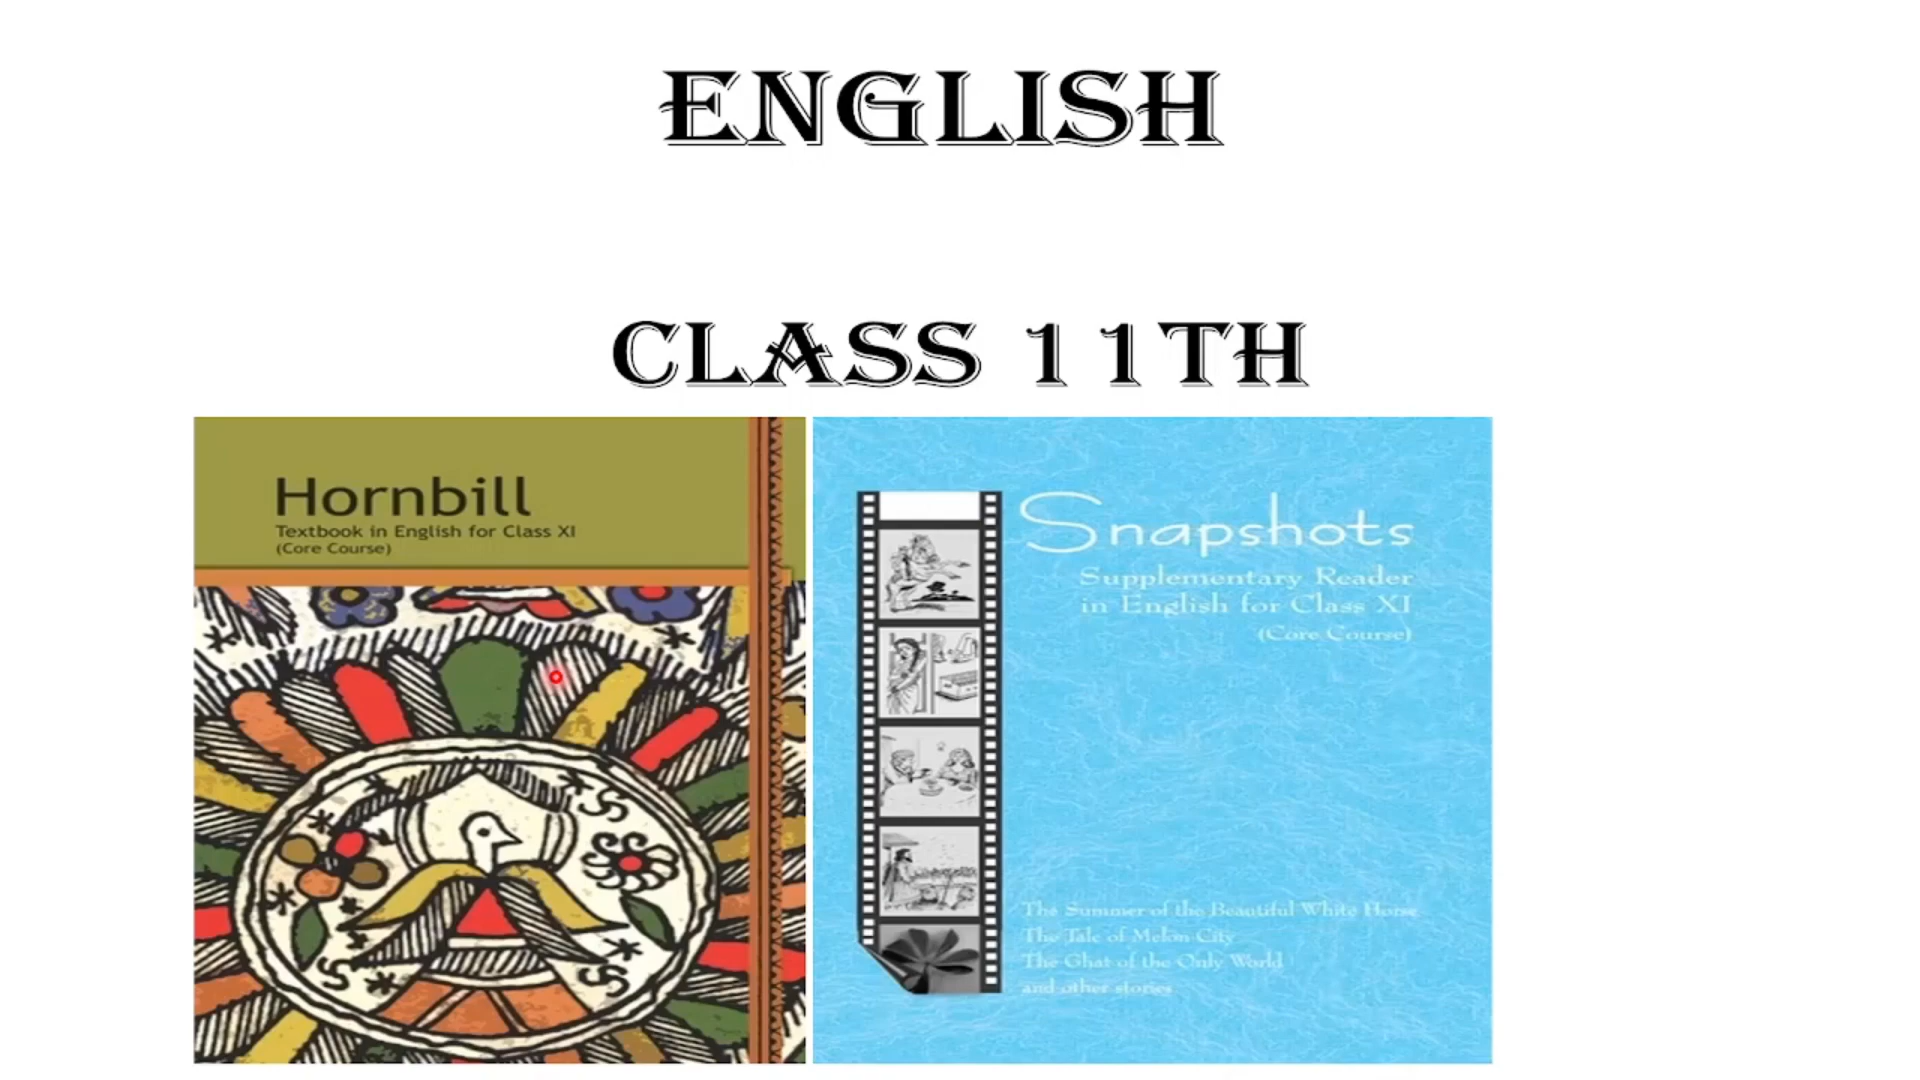 ENGLISH
CLASS 11TH
Hornbill
Textbook in English for Class XI
(Core Course)
Snapshots
Supplementary Reader
in English for Class XI
(Core Course)
The Summer of the Beautiful White Horse
The Tale of Melon City
The Ghat of the Only World
and other stories